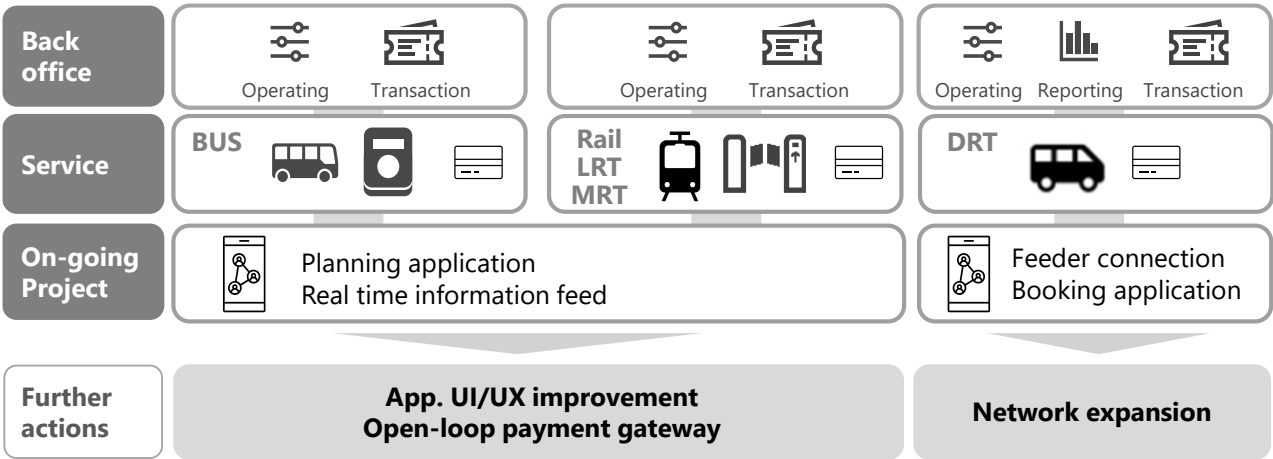 Back
office
Operating Transaction
Operating Transaction
Operating Reporting Transaction
Service
BUS
Rail
LRT
MRT
DRT
On-going
Project
Planning application
Real time information feed
Feeder connection
Booking application
Further
actions
App. UI/UX improvement
Open-loop payment gateway
Network expansion